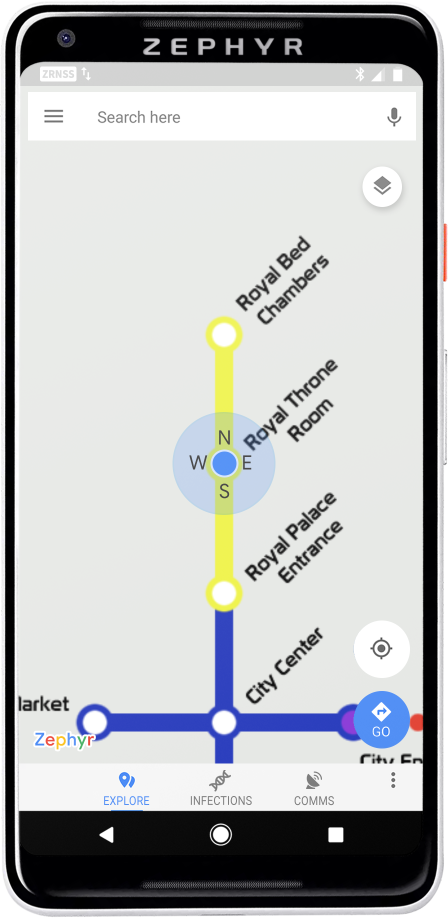 ZEPHYR
ZRNSS
Search here
Royal Bed
Chambers
Royal Throne
Room
N
W E
S
Royal Palace
Entrance
City Center
larket
Zephyr
GO
City En
EXPLORE INFECTIONS COMMS